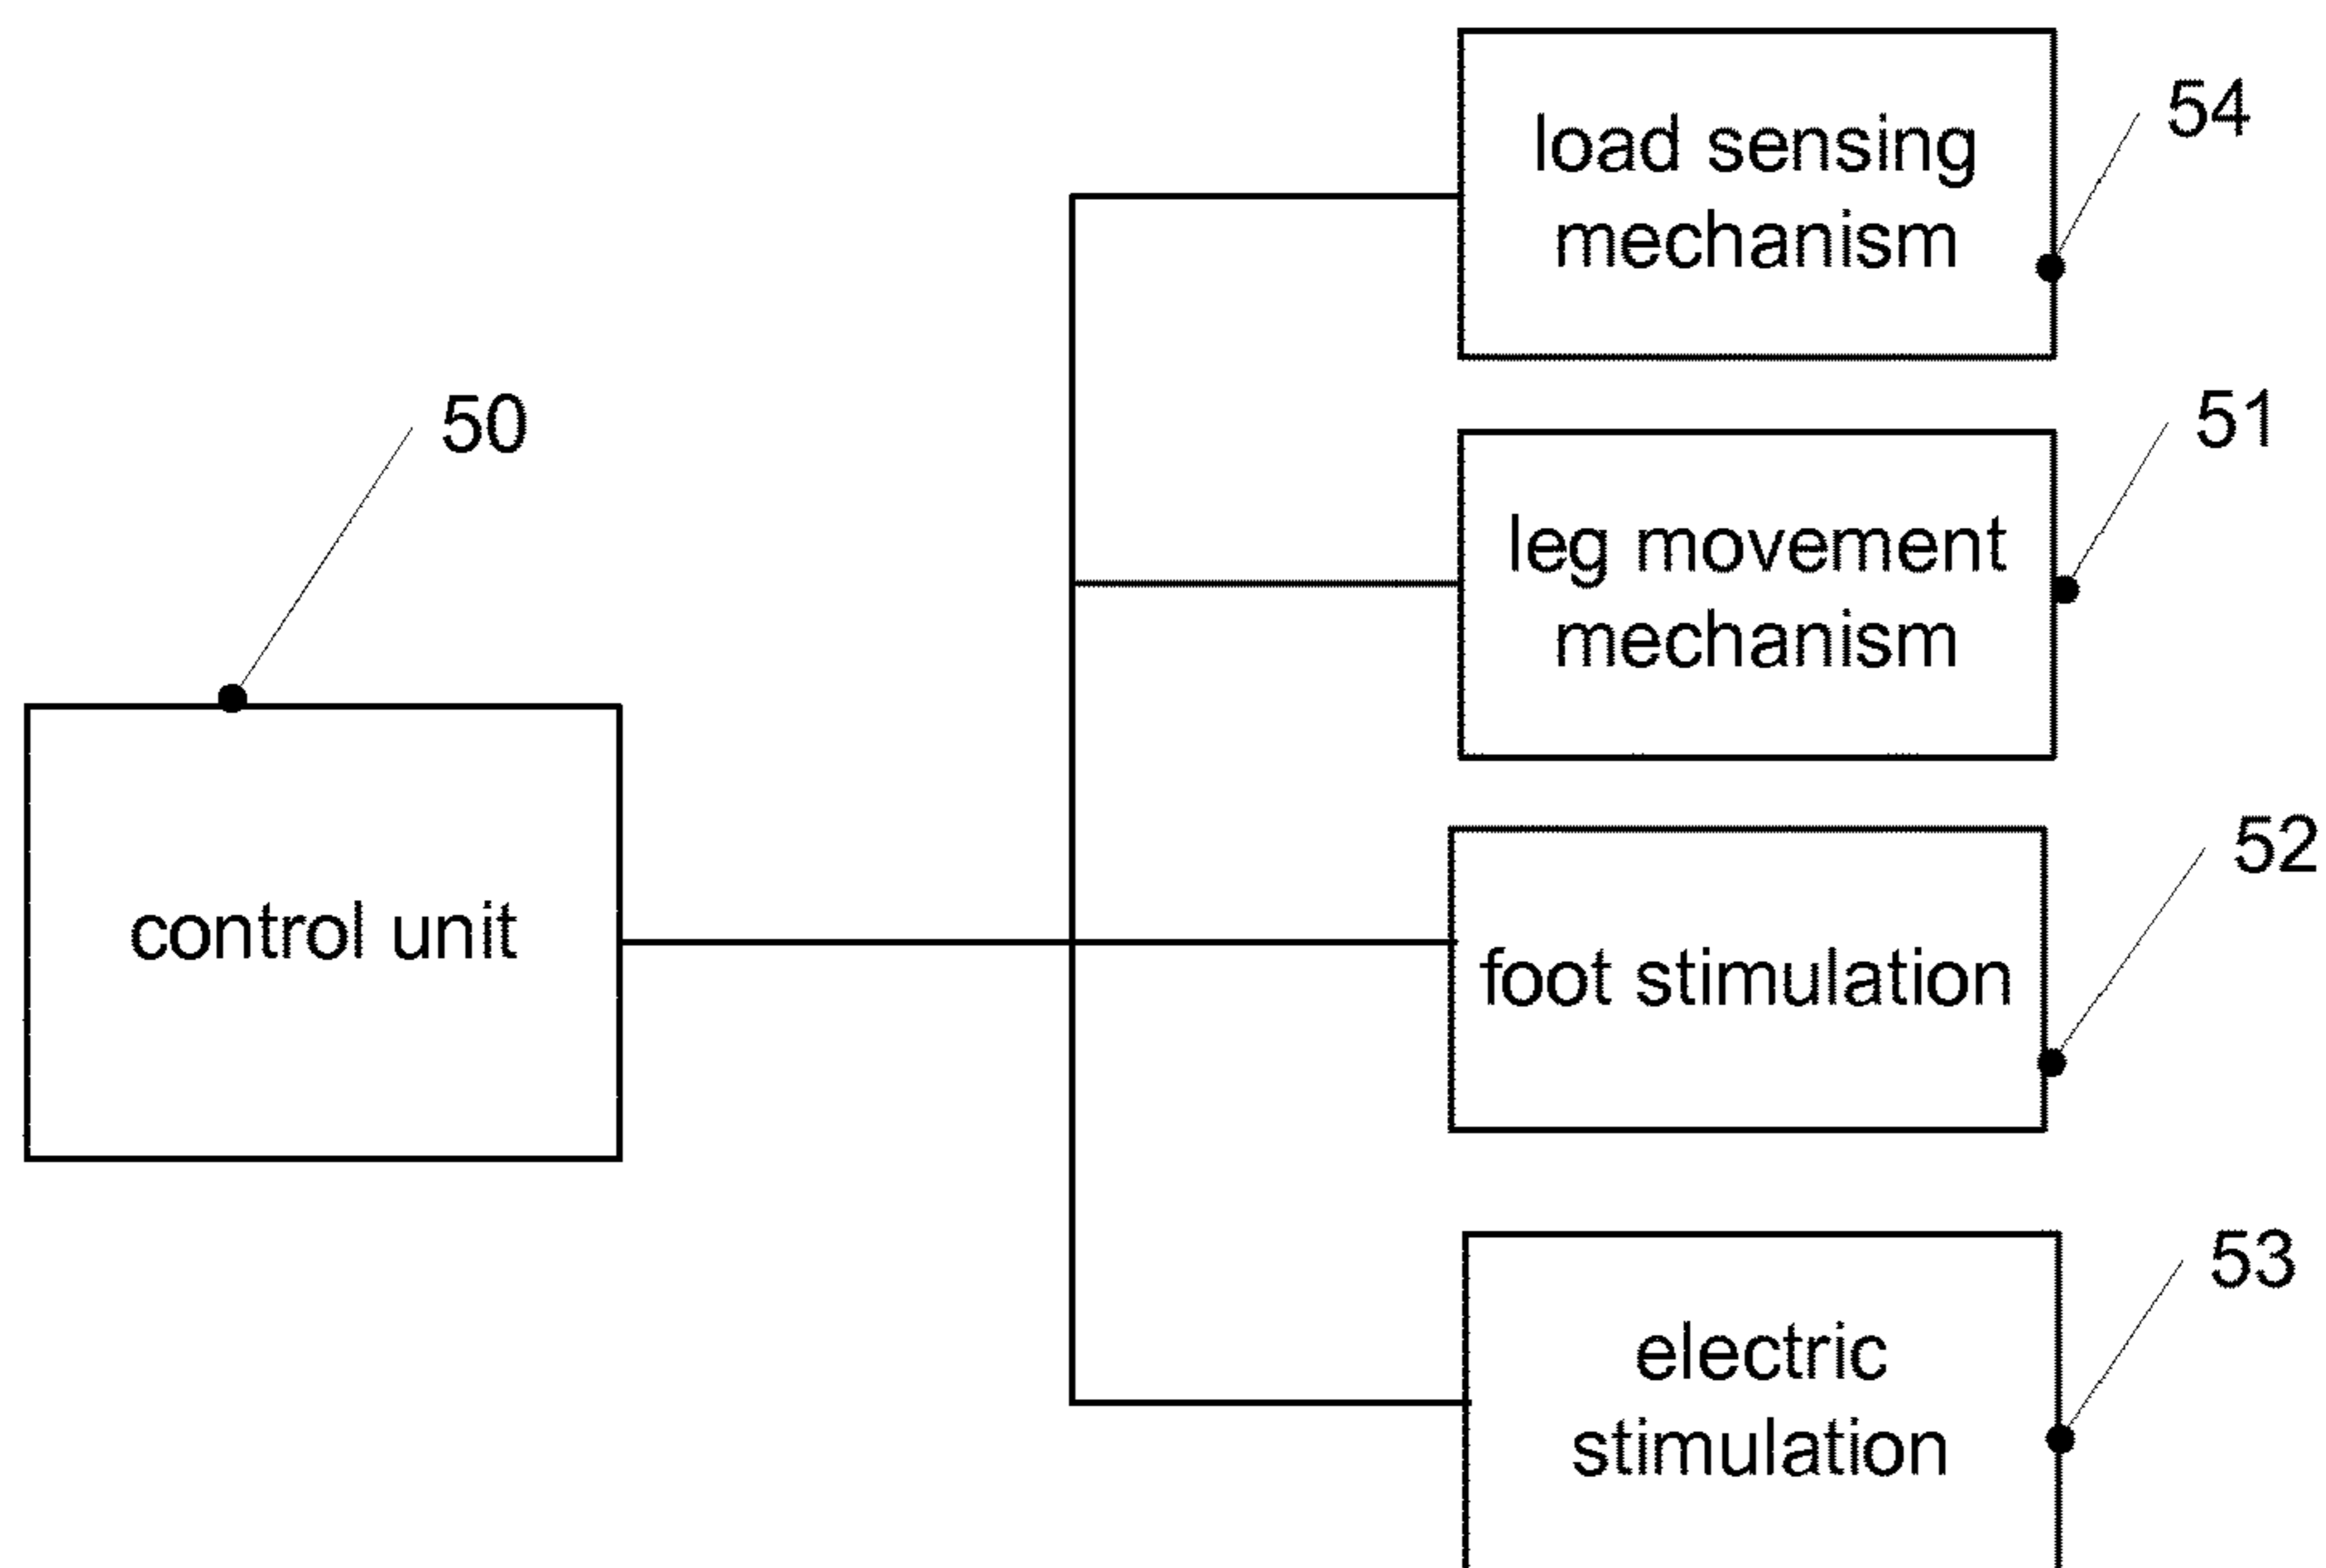 load sensing
mechanism
54
leg movement
mechanism
51
50
control unit
foot stimulation
52
electric
stimulation
53